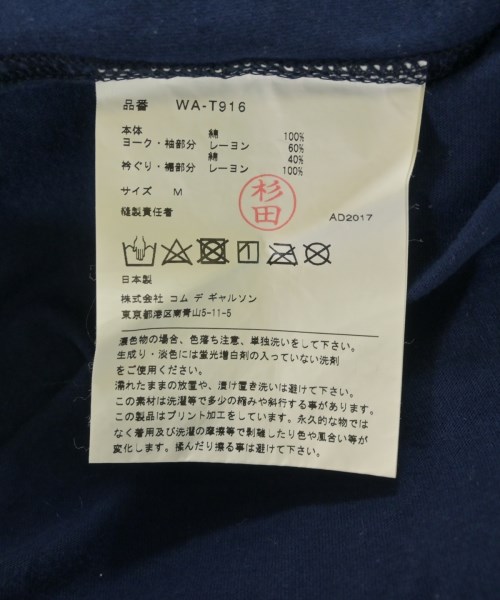 品番 WA-T916
本体 綿 100%
ヨーク・袖部分 レーヨン 60%
綿 40%
衿ぐり・裾部分 レーヨン 100%
サイズ M
縫製責任者
杉田
AD2017
日本製
株式会社 コム デ ギャルソン
東京都港区南青山5-11-5
濃色物の場合、色落ち注意、単独洗いをして下さい。
生成り・淡色には蛍光増白剤の入っていない洗剤
をご使用ください。
濡れたままの放置や、漬け置き洗いは避けて下さい。
この素材は洗濯等で多少の縮みや斜行する事があります。
この製品はプリント加工をしています。永久的な物では
なく着用及び洗濯の摩擦等で剥離したり色や風合い等が
変化します。揉んだり擦る事は避けて下さい。